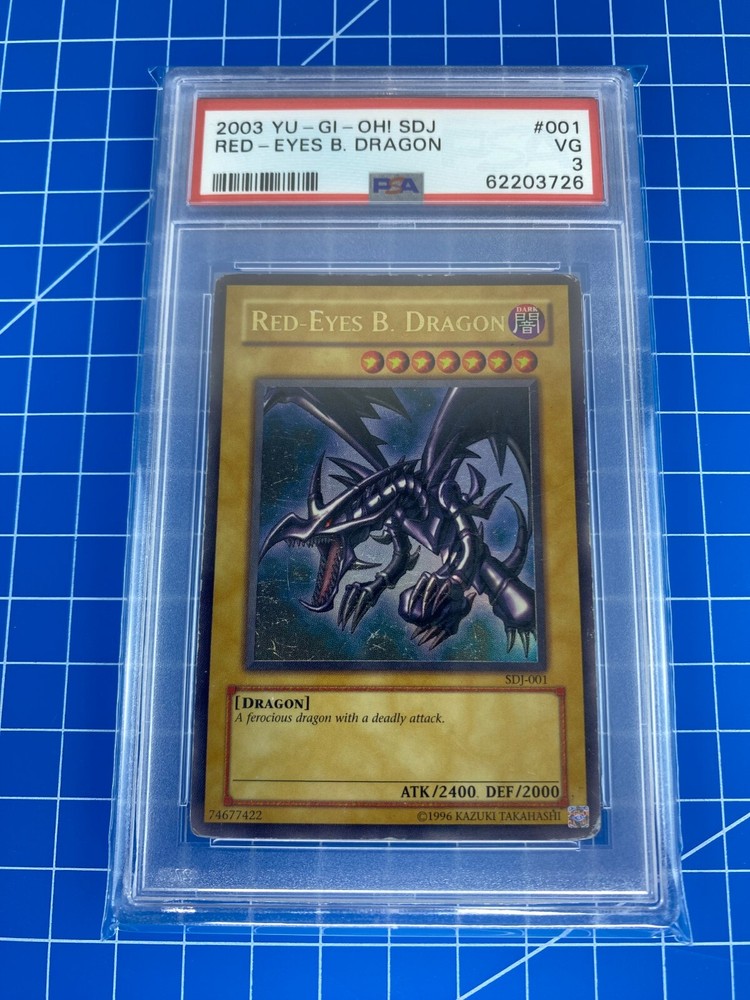 2003 YU-GI-OH! SDJ #001
RED-EYES B. DRAGON VG
3
PSA 62203726
RED-EYES B. DRAGON
DARK
闇
SDJ-001
[DRAGON]
A ferocious dragon with a deadly attack.
ATK/2400 DEF/2000
74677422 ©1996 KAZUKI TAKAHASHI